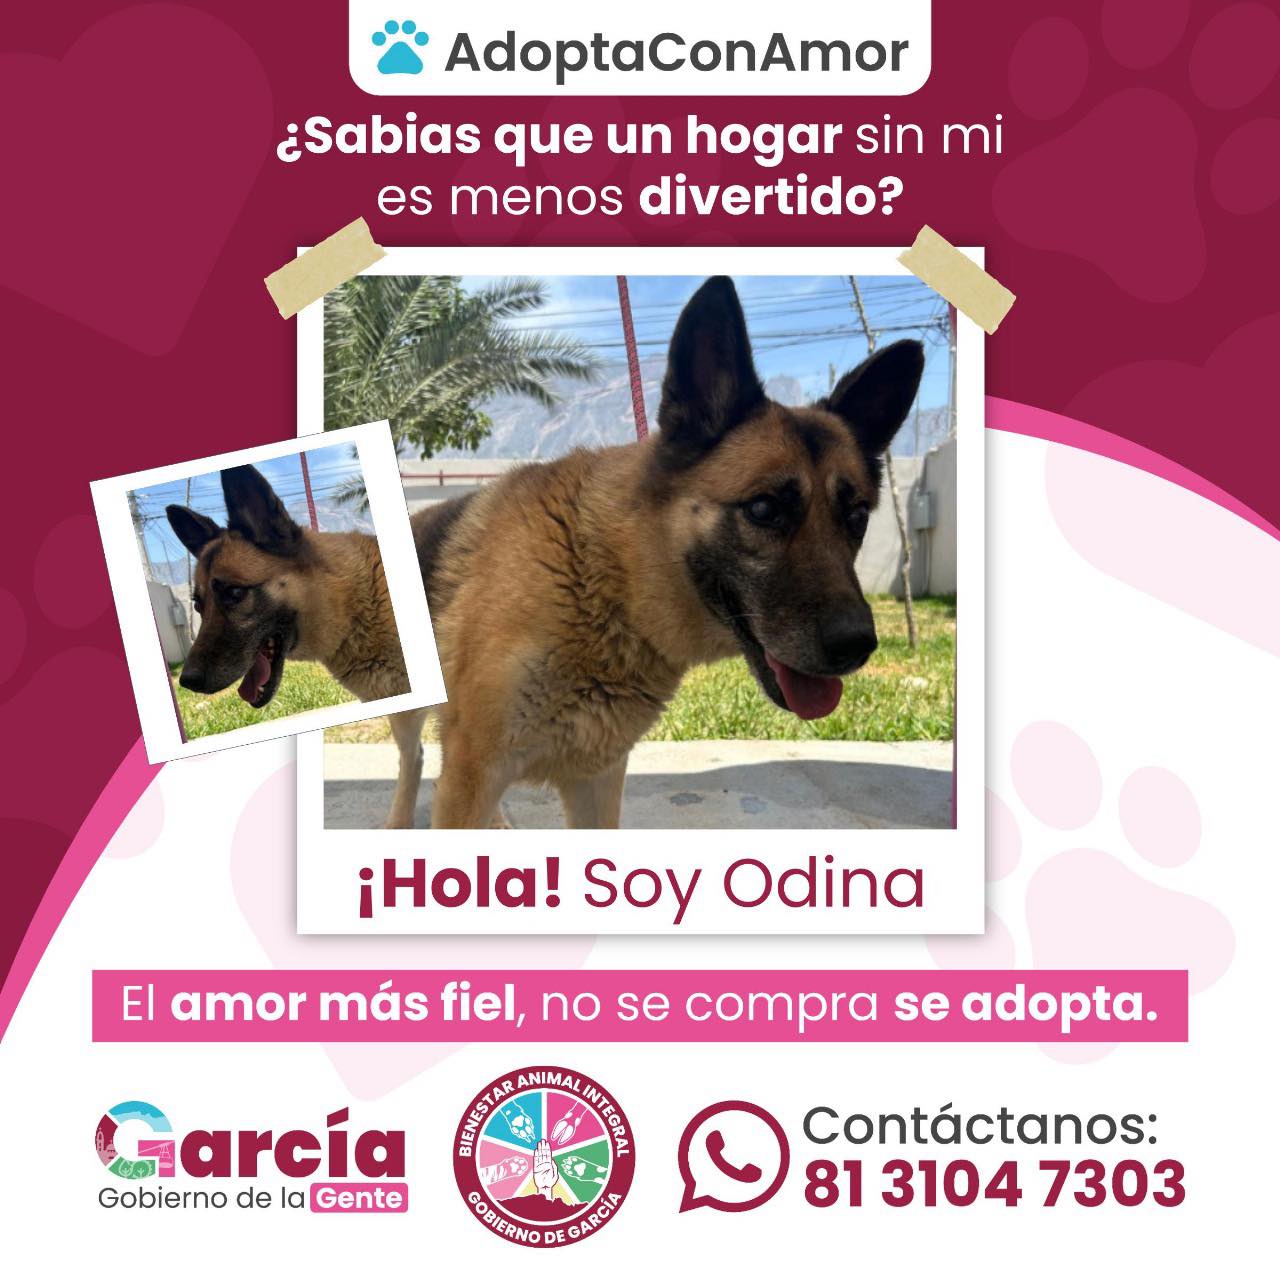 AdoptaConAmor
¿Sabias que un hogar sin mi
es menos divertido?
¡Hola! Soy Odina
El amor más fiel, no se compra se adopta.
García
Gobierno de la Gente
BIENESTAR ANIMAL INTEGRAL
GOBIERNO DE GARCÍA
Contáctanos:
81 3104 7303